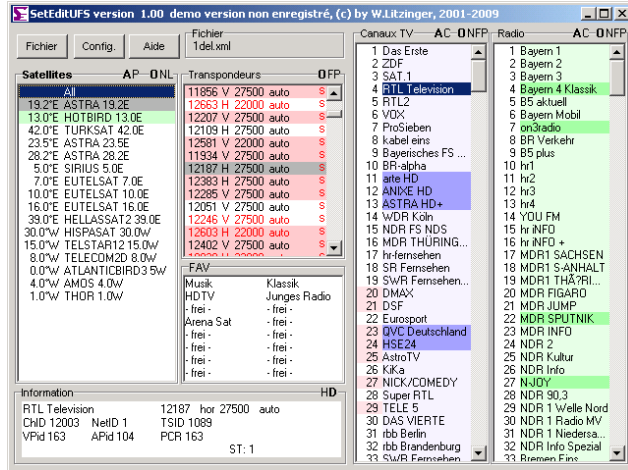 SetEditUFS version 1.00 demo version non enregistré, (c) by W.Litzinger, 2001-2009
Fichier Config. Aide
Fichier
1del.xml
Satellites AP ONL
All
19.2°E ASTRA 19.2E
13.0°E HOTBIRD 13.0E
42.0°E TURKSAT 42.0E
23.5°E ASTRA 23.5E
28.2°E ASTRA 28.2E
5.0°E SIRIUS 5.0E
7.0°E EUTELSAT 7.0E
10.0°E EUTELSAT 10.0E
16.0°E EUTELSAT 16.0E
39.0°E HELLASSAT2 39.0E
30.0°W HISPASAT 30.0W
15.0°W TELSTAR12 15.0W
8.0°W TELECOM2D 8.0W
0.0°W ATLANTICBIRD3 5W
4.0°W AMOS 4.0W
1.0°W THOR 1.0W
Transpondeurs OFP
11856 V 27500 auto S
12663 H 22000 auto S
12207 V 27500 auto S
12109 H 27500 auto S
12581 V 22000 auto S
11934 V 27500 auto S
12187 H 27500 auto S
12383 H 27500 auto S
12285 V 27500 auto S
12051 V 27500 auto S
12246 V 27500 auto S
12603 H 22000 auto S
12402 V 27500 auto S
FAV
Musik Klassik
HDTV Junges Radio
- frei - - frei -
Arena Sat - frei -
- frei - - frei -
- frei - - frei -
- frei - - frei -
- frei - - frei -
Information HD
RTL Television 12187 hor 27500 auto
ChID 12003 NetID 1 TSID 1089
VPid 163 APid 104 PCR 163
ST: 1
Canaux TV AC ONFP
1 Das Erste
2 ZDF
3 SAT.1
4 RTL Television
5 RTL2
6 VOX
7 ProSieben
8 kabel eins
9 Bayerisches FS ...
10 BR-alpha
11 arte HD
12 ANIXE HD
13 ASTRA HD+
14 WDR Köln
15 NDR FS NDS
16 MDR THÜRING...
17 hr-fernsehen
18 SR Fernsehen
19 SWR Fernsehen...
20 DMAX
21 DSF
22 Eurosport
23 QVC Deutschland
24 HSE24
25 AstroTV
26 KiKa
27 NICK/COMEDY
28 Super RTL
29 TELE 5
30 DAS VIERTE
31 rbb Berlin
32 rbb Brandenburg
33 SWR Fernsehen
Radio AC ONFP
1 Bayern 1
2 Bayern 2
3 Bayern 3
4 Bayern 4 Klassik
5 B5 aktuell
6 Bayern Mobil
7 on3radio
8 BR Verkehr
9 B5 plus
10 hr1
11 hr2
12 hr3
13 hr4
14 YOU FM
15 hr iNFO
16 hr iNFO +
17 MDR1 SACHSEN
18 MDR1 S-ANHALT
19 MDR1 THÃ?RI...
20 MDR FIGARO
21 MDR JUMP
22 MDR SPUTNIK
23 MDR INFO
24 NDR 2
25 NDR Kultur
26 NDR Info
27 N-JOY
28 NDR 90,3
29 NDR 1 Welle Nord
30 NDR 1 Radio MV
31 NDR 1 Niedersa...
32 NDR Info Spezial
33 Bremen Eins